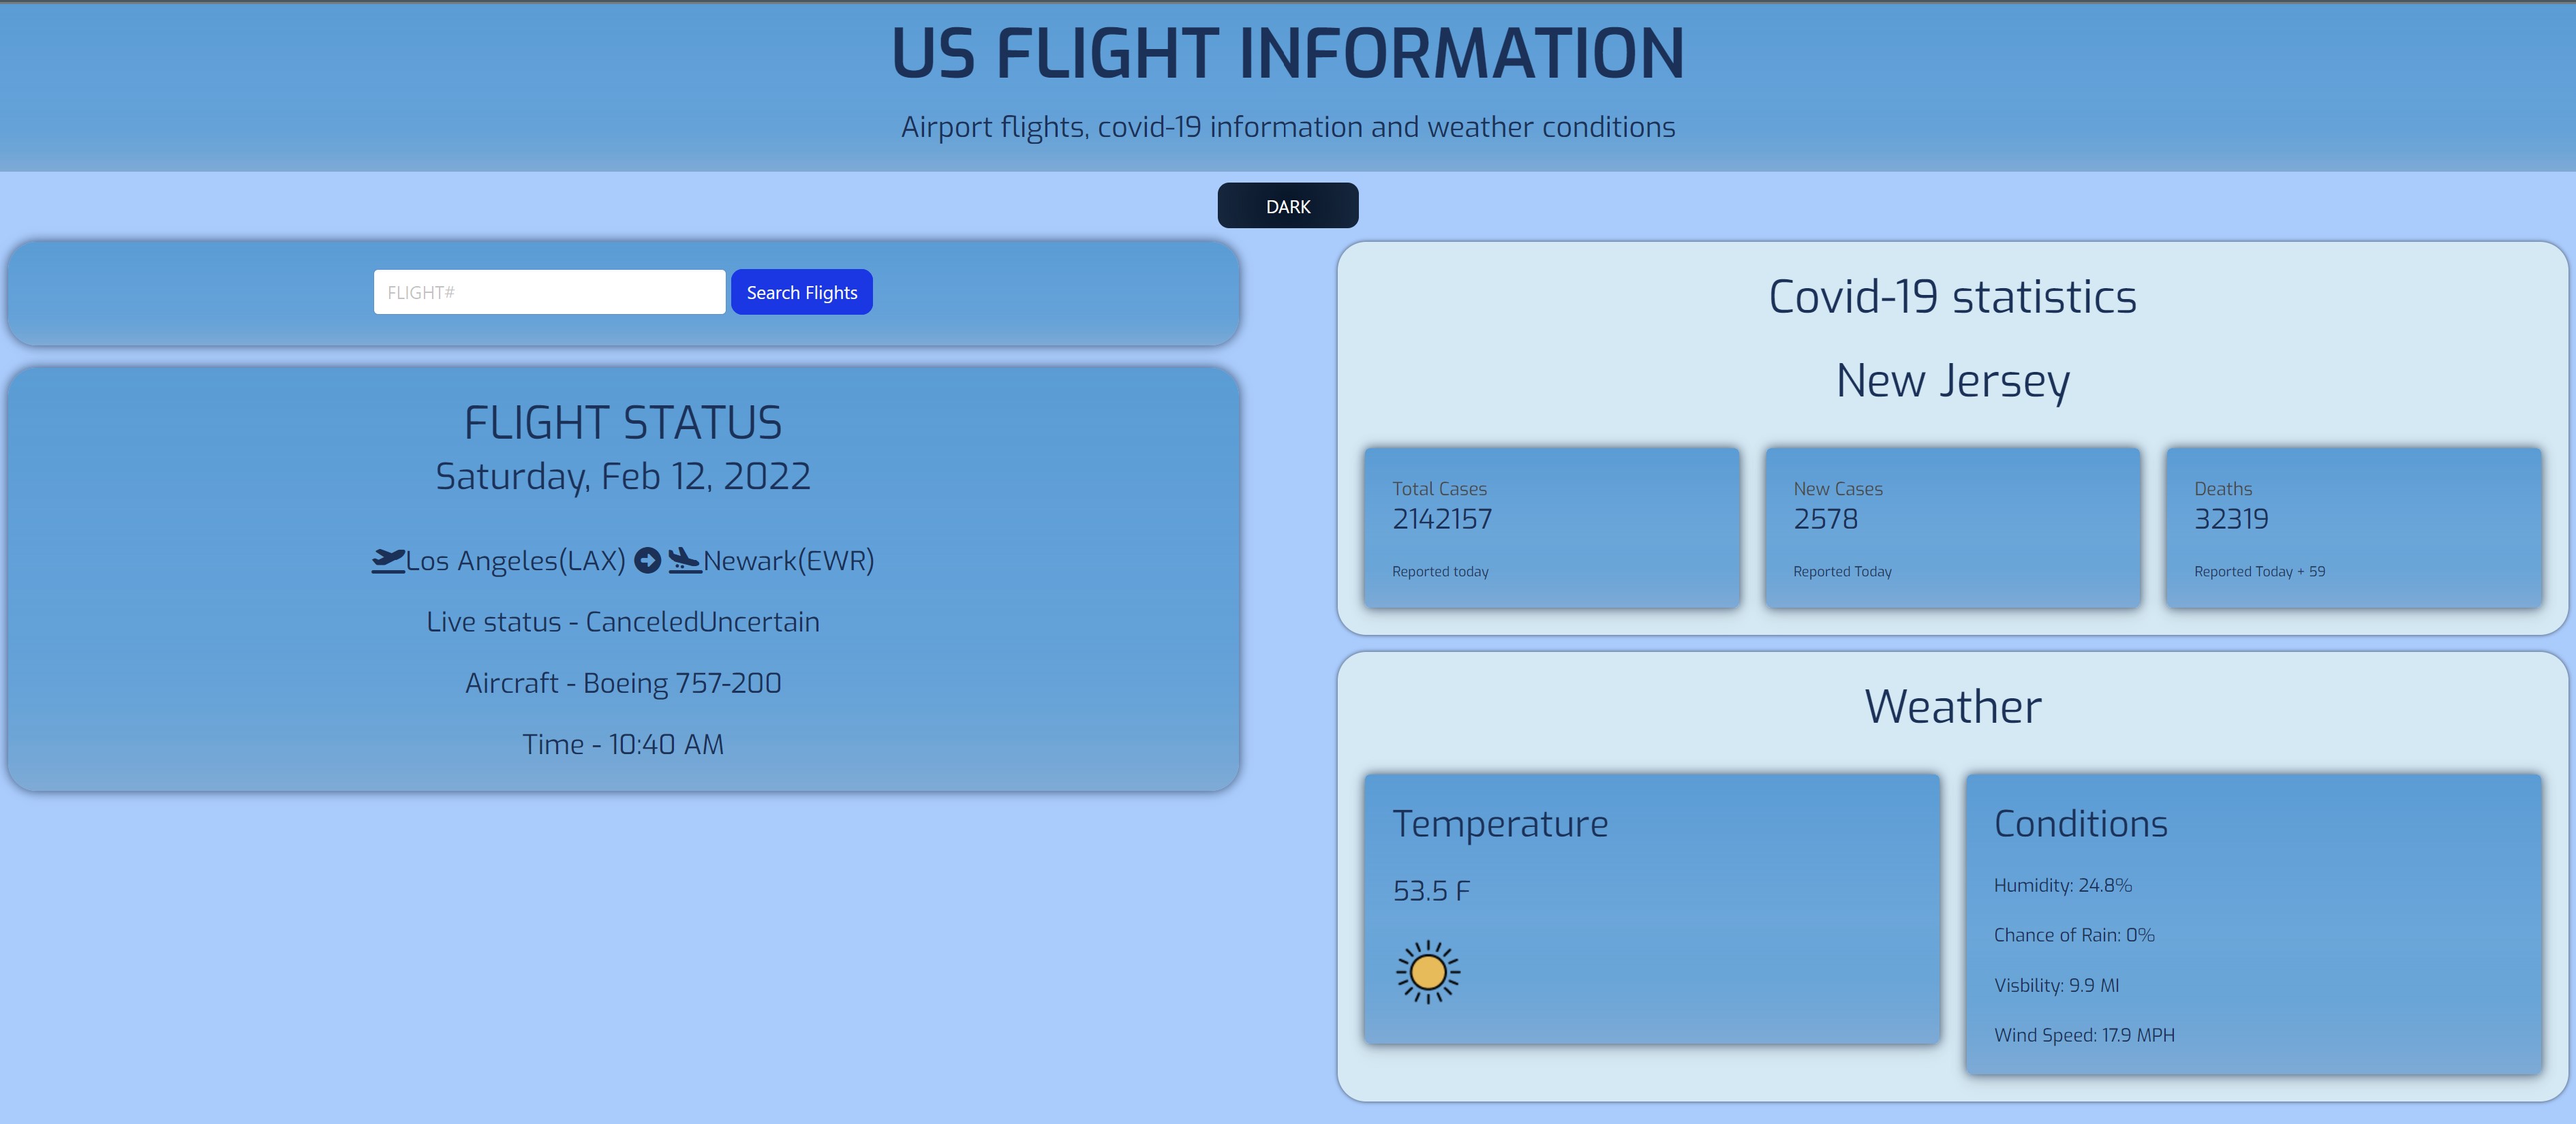 US FLIGHT INFORMATION
Airport flights, covid-19 information and weather conditions
DARK
FLIGHT#
Search Flights
FLIGHT STATUS
Saturday, Feb 12, 2022
Los Angeles(LAX) Newark(EWR)
Live status - CanceledUncertain
Aircraft - Boeing 757-200
Time - 10:40 AM
Covid-19 statistics
New Jersey
Total Cases
2142157
Reported today
New Cases
2578
Reported Today
Deaths
32319
Reported Today + 59
Weather
Temperature
53.5 F
Conditions
Humidity: 24.8%
Chance of Rain: 0%
Visbility: 9.9 MI
Wind Speed: 17.9 MPH